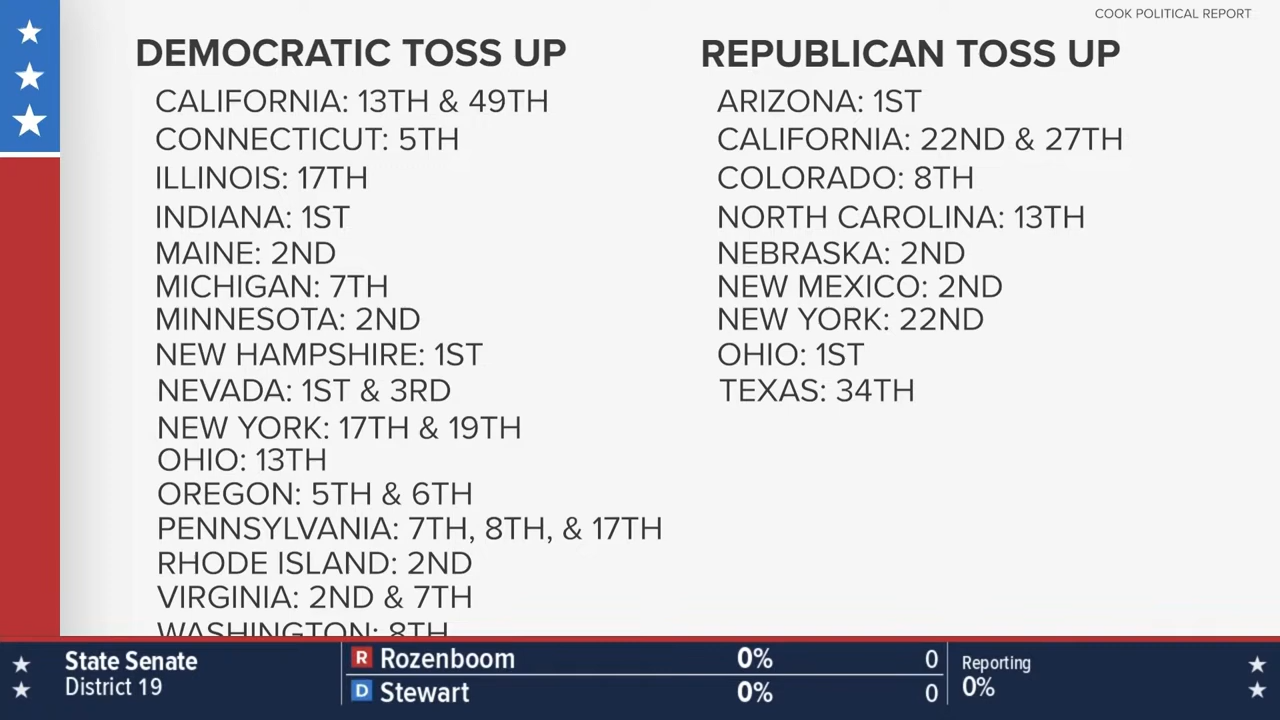 COOK POLITICAL REPORT
DEMOCRATIC TOSS UP
CALIFORNIA: 13TH & 49TH
CONNECTICUT: 5TH
ILLINOIS: 17TH
INDIANA: 1ST
MAINE: 2ND
MICHIGAN: 7TH
MINNESOTA: 2ND
NEW HAMPSHIRE: 1ST
NEVADA: 1ST & 3RD
NEW YORK: 17TH & 19TH
OHIO: 13TH
OREGON: 5TH & 6TH
PENNSYLVANIA: 7TH, 8TH, & 17TH
RHODE ISLAND: 2ND
VIRGINIA: 2ND & 7TH
WASHINGTON: 8TH
REPUBLICAN TOSS UP
ARIZONA: 1ST
CALIFORNIA: 22ND & 27TH
COLORADO: 8TH
NORTH CAROLINA: 13TH
NEBRASKA: 2ND
NEW MEXICO: 2ND
NEW YORK: 22ND
OHIO: 1ST
TEXAS: 34TH
State Senate
District 19
R Rozenboom 0% 0
D Stewart 0% 0
Reporting
0%